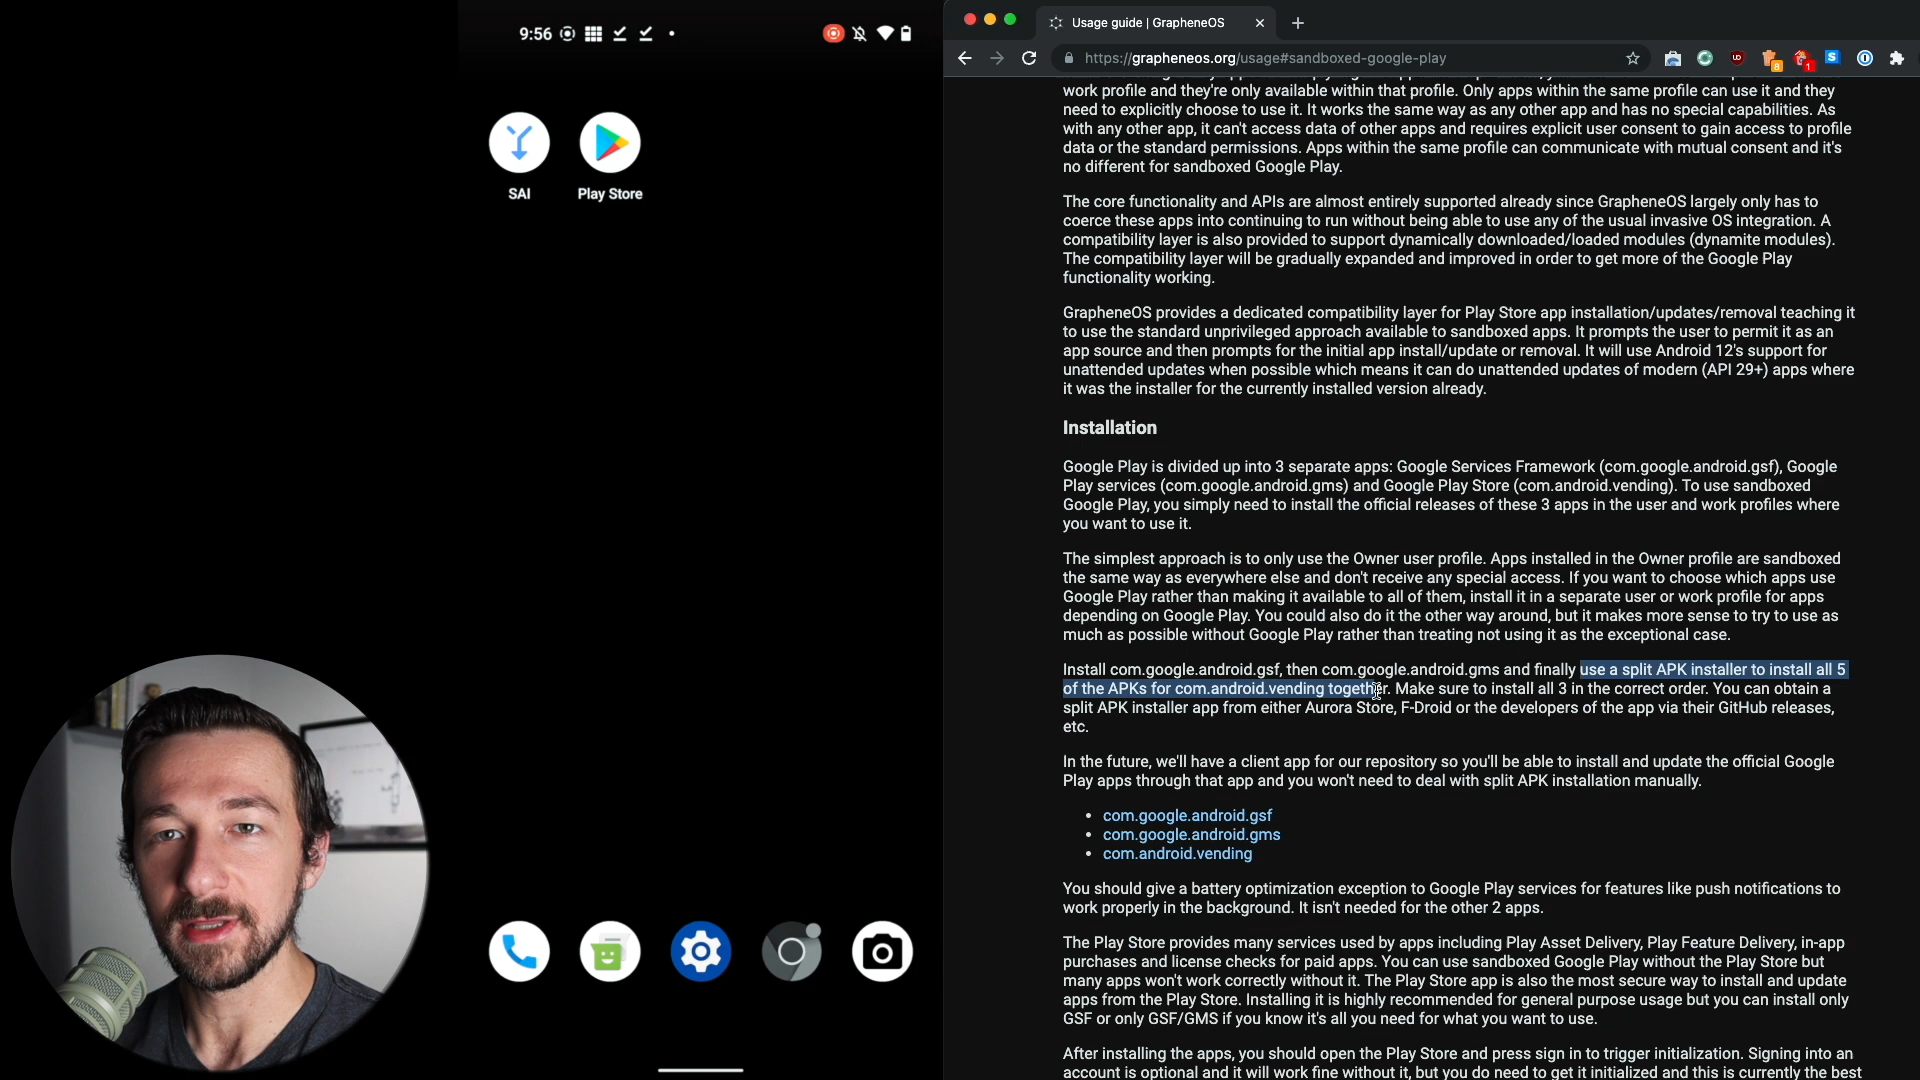 9:56
SAI
Play Store
Usage guide | GrapheneOS
https://grapheneos.org/usage#sandboxed-google-play
8
1
work profile and they're only available within that profile. Only apps within the same profile can use it and they
need to explicitly choose to use it. It works the same way as any other app and has no special capabilities. As
with any other app, it can't access data of other apps and requires explicit user consent to gain access to profile
data or the standard permissions. Apps within the same profile can communicate with mutual consent and it's
no different for sandboxed Google Play.
The core functionality and APIs are almost entirely supported already since GrapheneOS largely only has to
coerce these apps into continuing to run without being able to use any of the usual invasive OS integration. A
compatibility layer is also provided to support dynamically downloaded/loaded modules (dynamite modules).
The compatibility layer will be gradually expanded and improved in order to get more of the Google Play
functionality working.
GrapheneOS provides a dedicated compatibility layer for Play Store app installation/updates/removal teaching it
to use the standard unprivileged approach available to sandboxed apps. It prompts the user to permit it as an
app source and then prompts for the initial app install/update or removal. It will use Android 12's support for
unattended updates when possible which means it can do unattended updates of modern (API 29+) apps where
it was the installer for the currently installed version already.
Installation
Google Play is divided up into 3 separate apps: Google Services Framework (com.google.android.gsf), Google
Play services (com.google.android.gms) and Google Play Store (com.android.vending). To use sandboxed
Google Play, you simply need to install the official releases of these 3 apps in the user and work profiles where
you want to use it.
The simplest approach is to only use the Owner user profile. Apps installed in the Owner profile are sandboxed
the same way as everywhere else and don't receive any special access. If you want to choose which apps use
Google Play rather than making it available to all of them, install it in a separate user or work profile for apps
depending on Google Play. You could also do it the other way around, but it makes more sense to try to use as
much as possible without Google Play rather than treating not using it as the exceptional case.
Install com.google.android.gsf, then com.google.android.gms and finally use a split APK installer to install all 5
of the APKs for com.android.vending together. Make sure to install all 3 in the correct order. You can obtain a
split APK installer app from either Aurora Store, F-Droid or the developers of the app via their GitHub releases,
etc.
In the future, we'll have a client app for our repository so you'll be able to install and update the official Google
Play apps through that app and you won't need to deal with split APK installation manually.
• com.google.android.gsf
• com.google.android.gms
• com.android.vending
You should give a battery optimization exception to Google Play services for features like push notifications to
work properly in the background. It isn't needed for the other 2 apps.
The Play Store provides many services used by apps including Play Asset Delivery, Play Feature Delivery, in-app
purchases and license checks for paid apps. You can use sandboxed Google Play without the Play Store but
many apps won't work correctly without it. The Play Store app is also the most secure way to install and update
apps from the Play Store. Installing it is highly recommended for general purpose usage but you can install only
GSF or only GSF/GMS if you know it's all you need for what you want to use.
After installing the apps, you should open the Play Store and press sign in to trigger initialization. Signing into an
account is optional and it will work fine without it, but you do need to get it initialized and this is currently the best